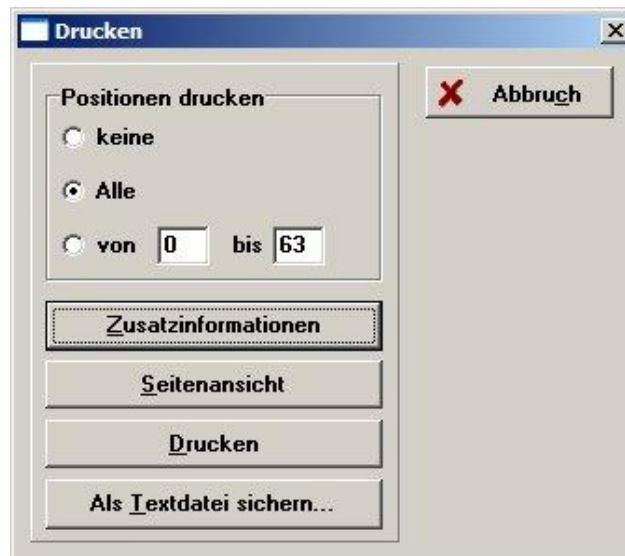 Drucken
Positionen drucken
Abbruch
keine
Alle
von 0 bis 63
Zusatzinformationen
Seitenansicht
Drucken
Als Textdatei sichern...